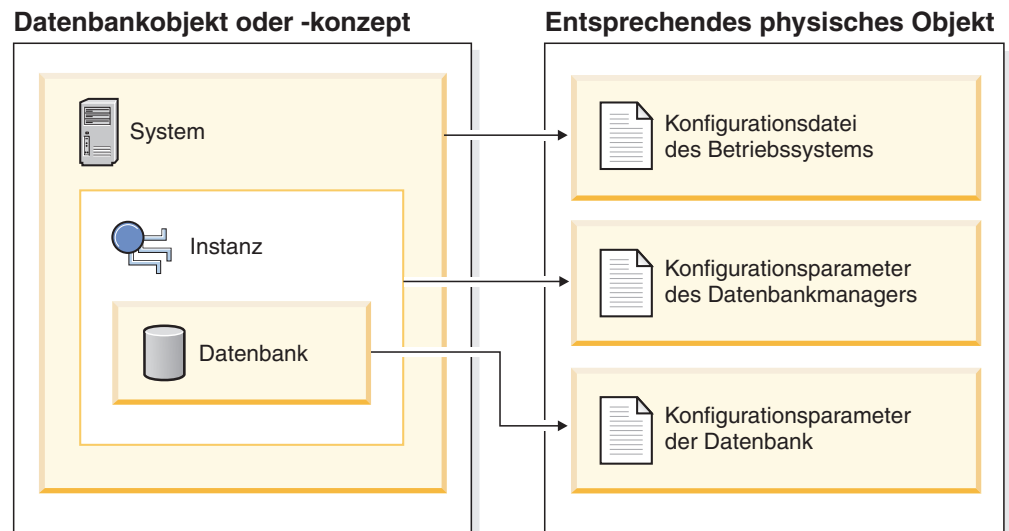 Datenbankobjekt oder -konzept
Entsprechendes physisches Objekt
System
Instanz
Datenbank
Konfigurationsdatei
des Betriebssystems
Konfigurationsparameter
des Datenbankmanagers
Konfigurationsparameter
der Datenbank